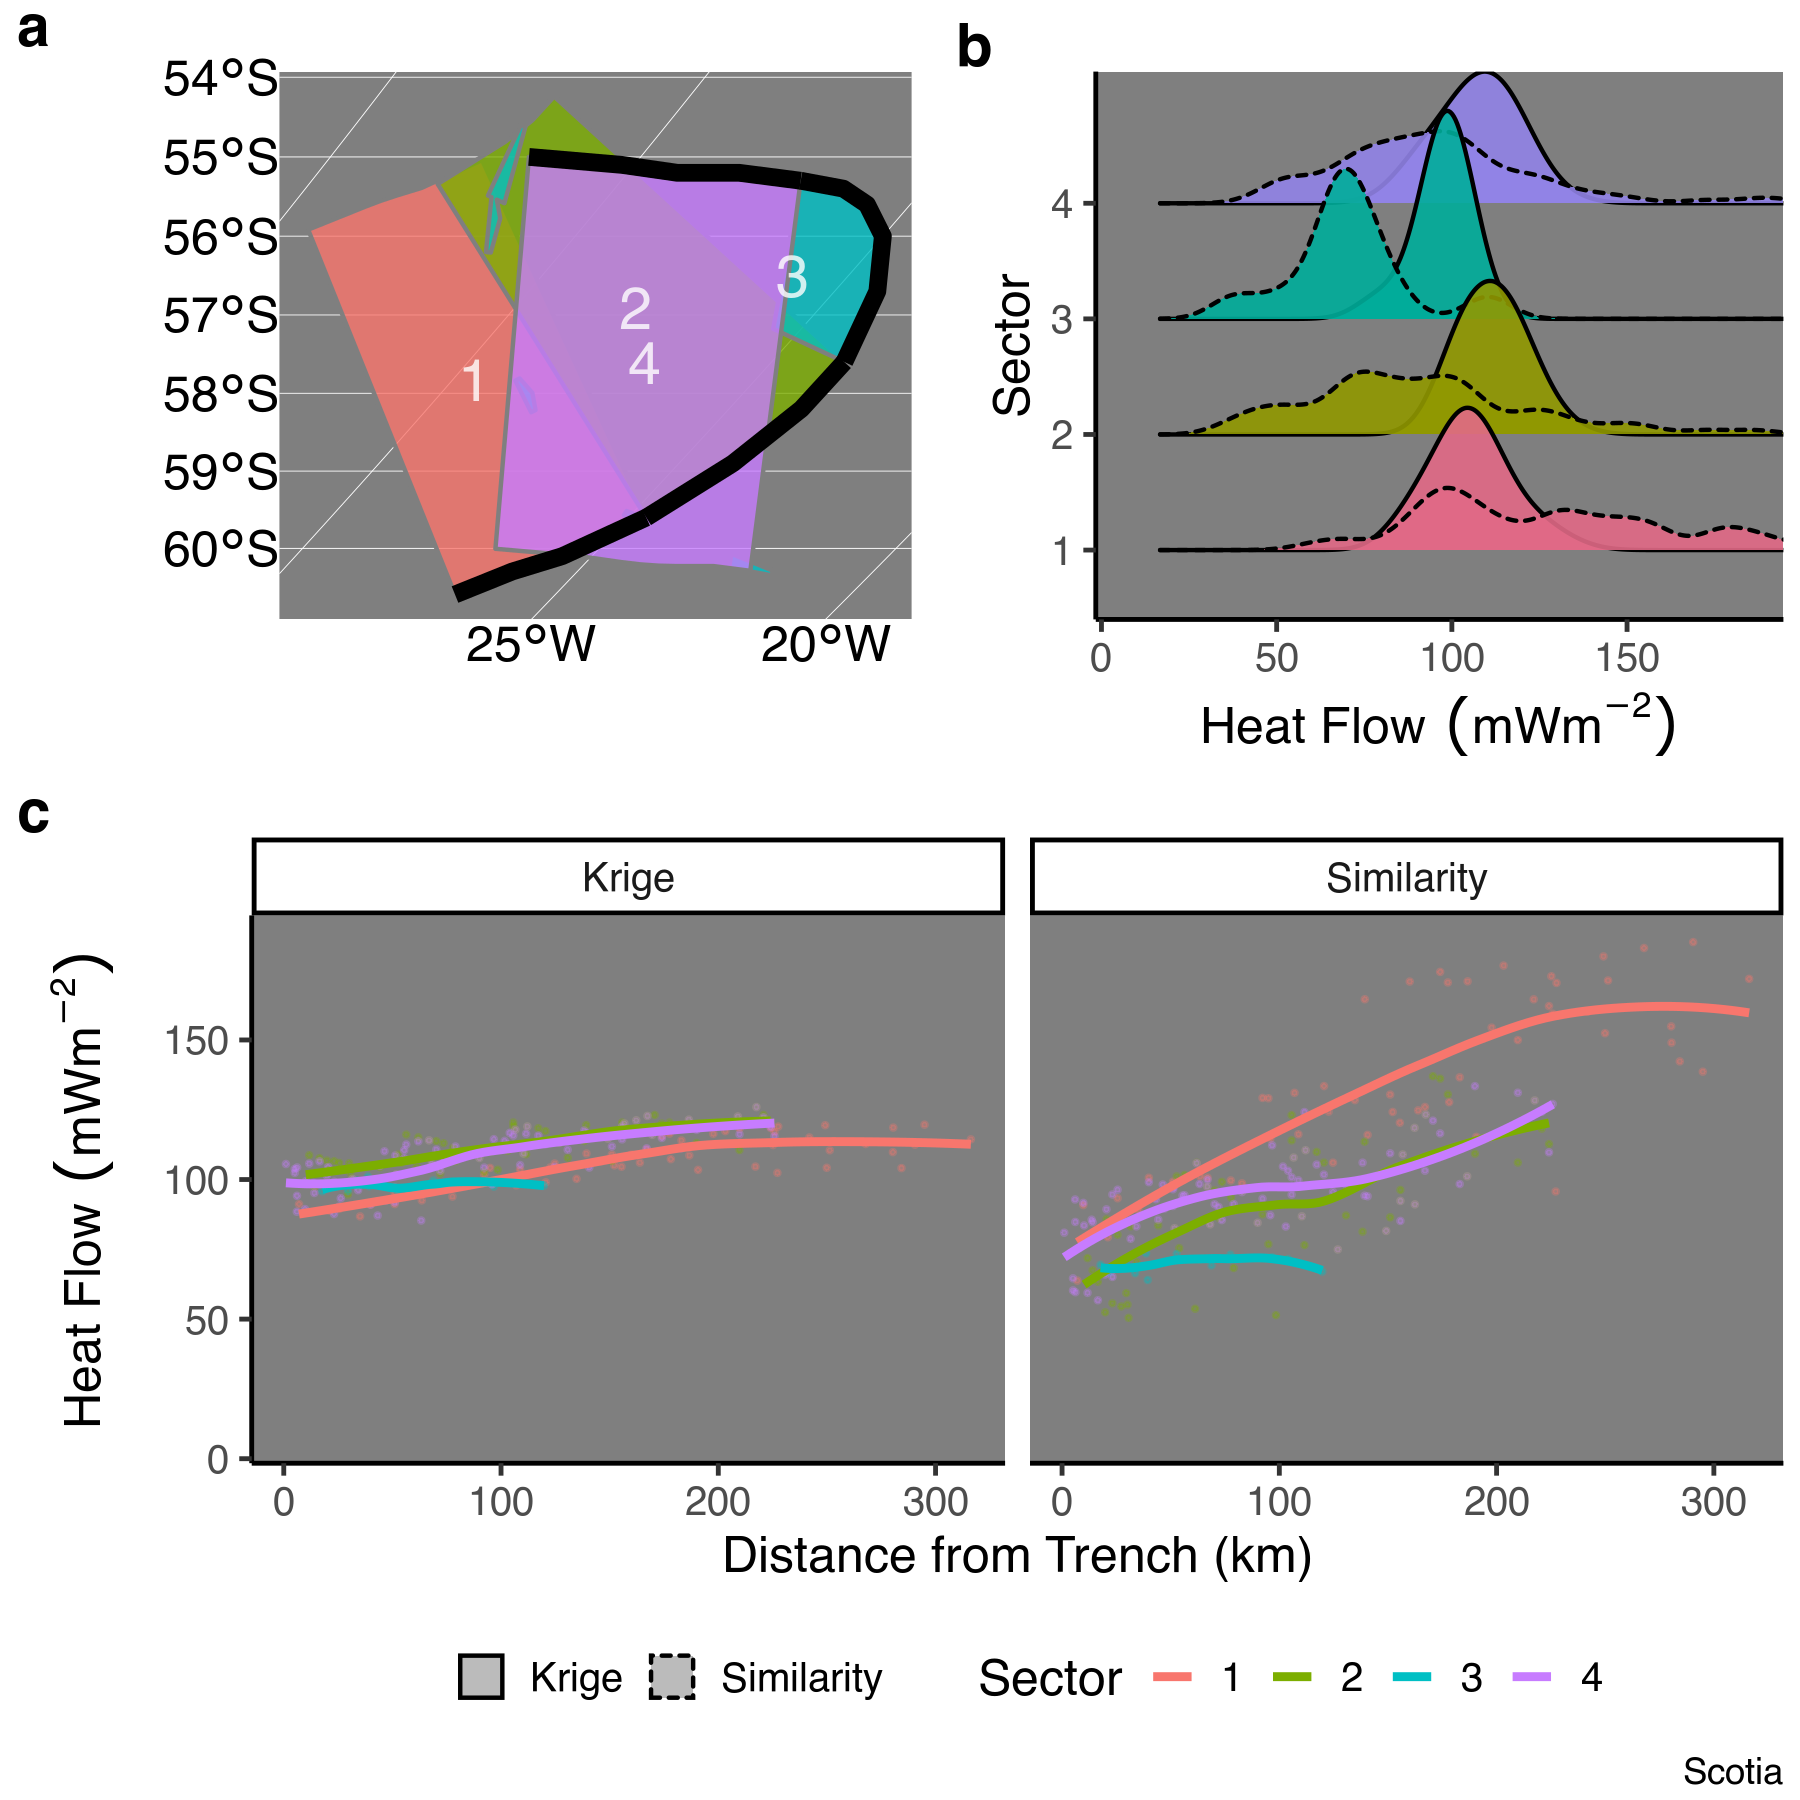 a
54°S
55°S
56°S
57°S
58°S
59°S
60°S
25°W 20°W
1
2
4
3
b
Sector
4
3
2
1
0 50 100 150
Heat Flow (mWm−2)
c
Krige Similarity
Heat Flow (mWm−2)
150
100
50
0
0 100 200 300 0 100 200 300
Distance from Trench (km)
Krige Similarity Sector 1 2 3 4
Scotia